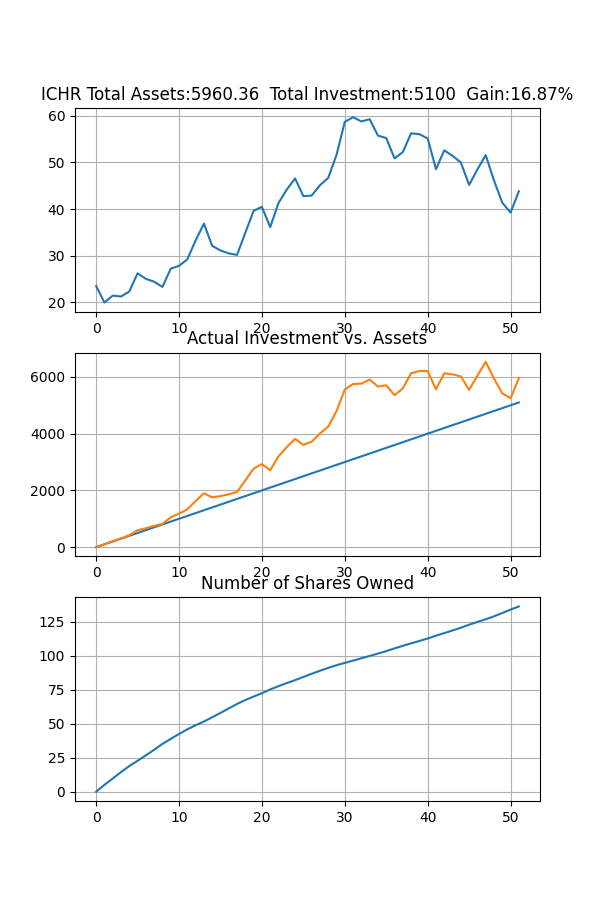 ICHR Total Assets:5960.36  Total Investment:5100  Gain:16.87%
60
50
40
30
20
0 10 20 30 40 50
Actual Investment vs. Assets
6000
4000
2000
0
0 10 20 30 40 50
Number of Shares Owned
125
100
75
50
25
0
0 10 20 30 40 50